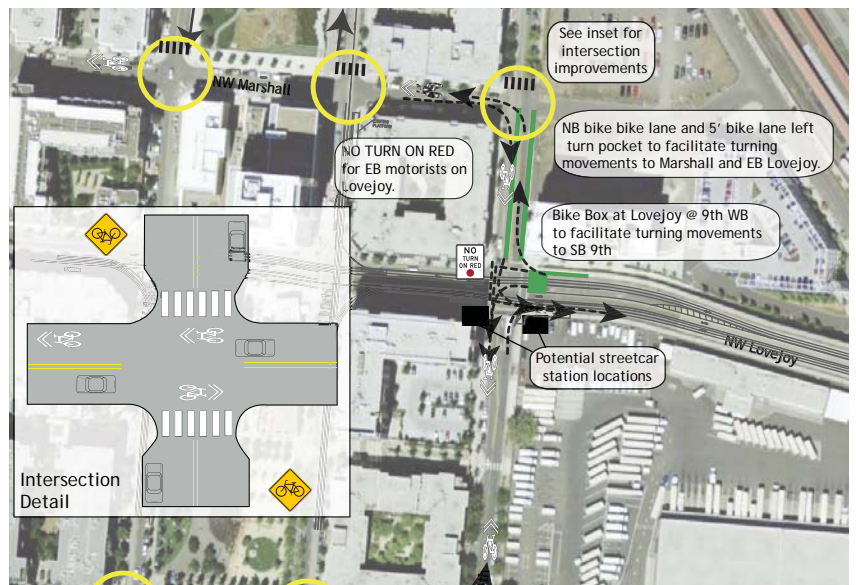 See inset for
intersection
improvements
NW Marshall
NO TURN ON RED
for EB motorists on
Lovejoy.
NB bike bike lane and 5' bike lane left
turn pocket to facilitate turning
movements to Marshall and EB Lovejoy.
Bike Box at Lovejoy @ 9th WB
to facilitate turning movements
to SB 9th
NO
TURN
ON RED
NW Lovejoy
Potential streetcar
station locations
Intersection
Detail